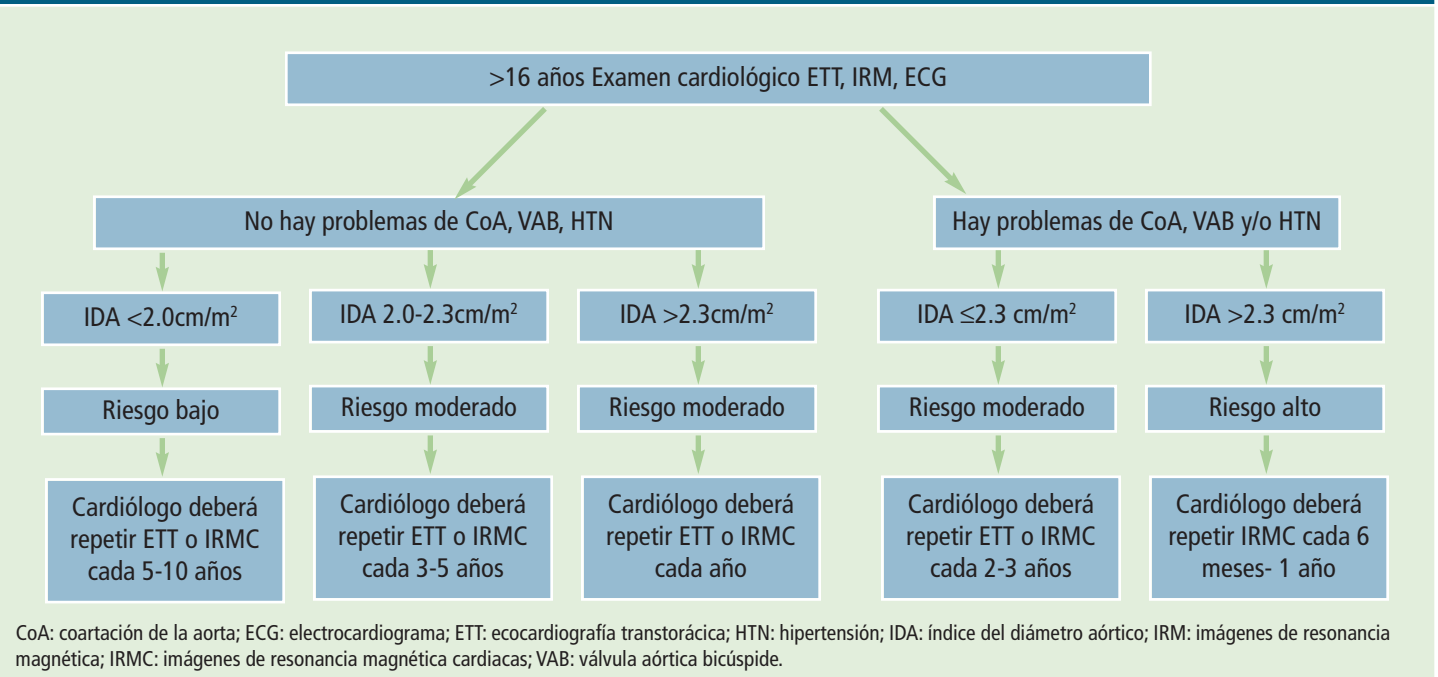 >16 años Examen cardiológico ETT, IRM, ECG
No hay problemas de CoA, VAB, HTN
Hay problemas de CoA, VAB y/o HTN
IDA <2.0cm/m²
IDA 2.0-2.3cm/m²
IDA >2.3cm/m²
IDA ≤2.3 cm/m²
IDA >2.3 cm/m²
Riesgo bajo
Riesgo moderado
Riesgo moderado
Riesgo moderado
Riesgo alto
Cardiólogo deberá
repetir ETT o IRMC
cada 5-10 años
Cardiólogo deberá
repetir ETT o IRMC
cada 3-5 años
Cardiólogo deberá
repetir ETT o IRMC
cada año
Cardiólogo deberá
repetir ETT o IRMC
cada 2-3 años
Cardiólogo deberá
repetir IRMC cada 6
meses- 1 año
CoA: coartación de la aorta; ECG: electrocardiograma; ETT: ecocardiografía transtorácica; HTN: hipertensión; IDA: índice del diámetro aórtico; IRM: imágenes de resonancia
magnética; IRMC: imágenes de resonancia magnética cardiacas; VAB: válvula aórtica bicúspide.